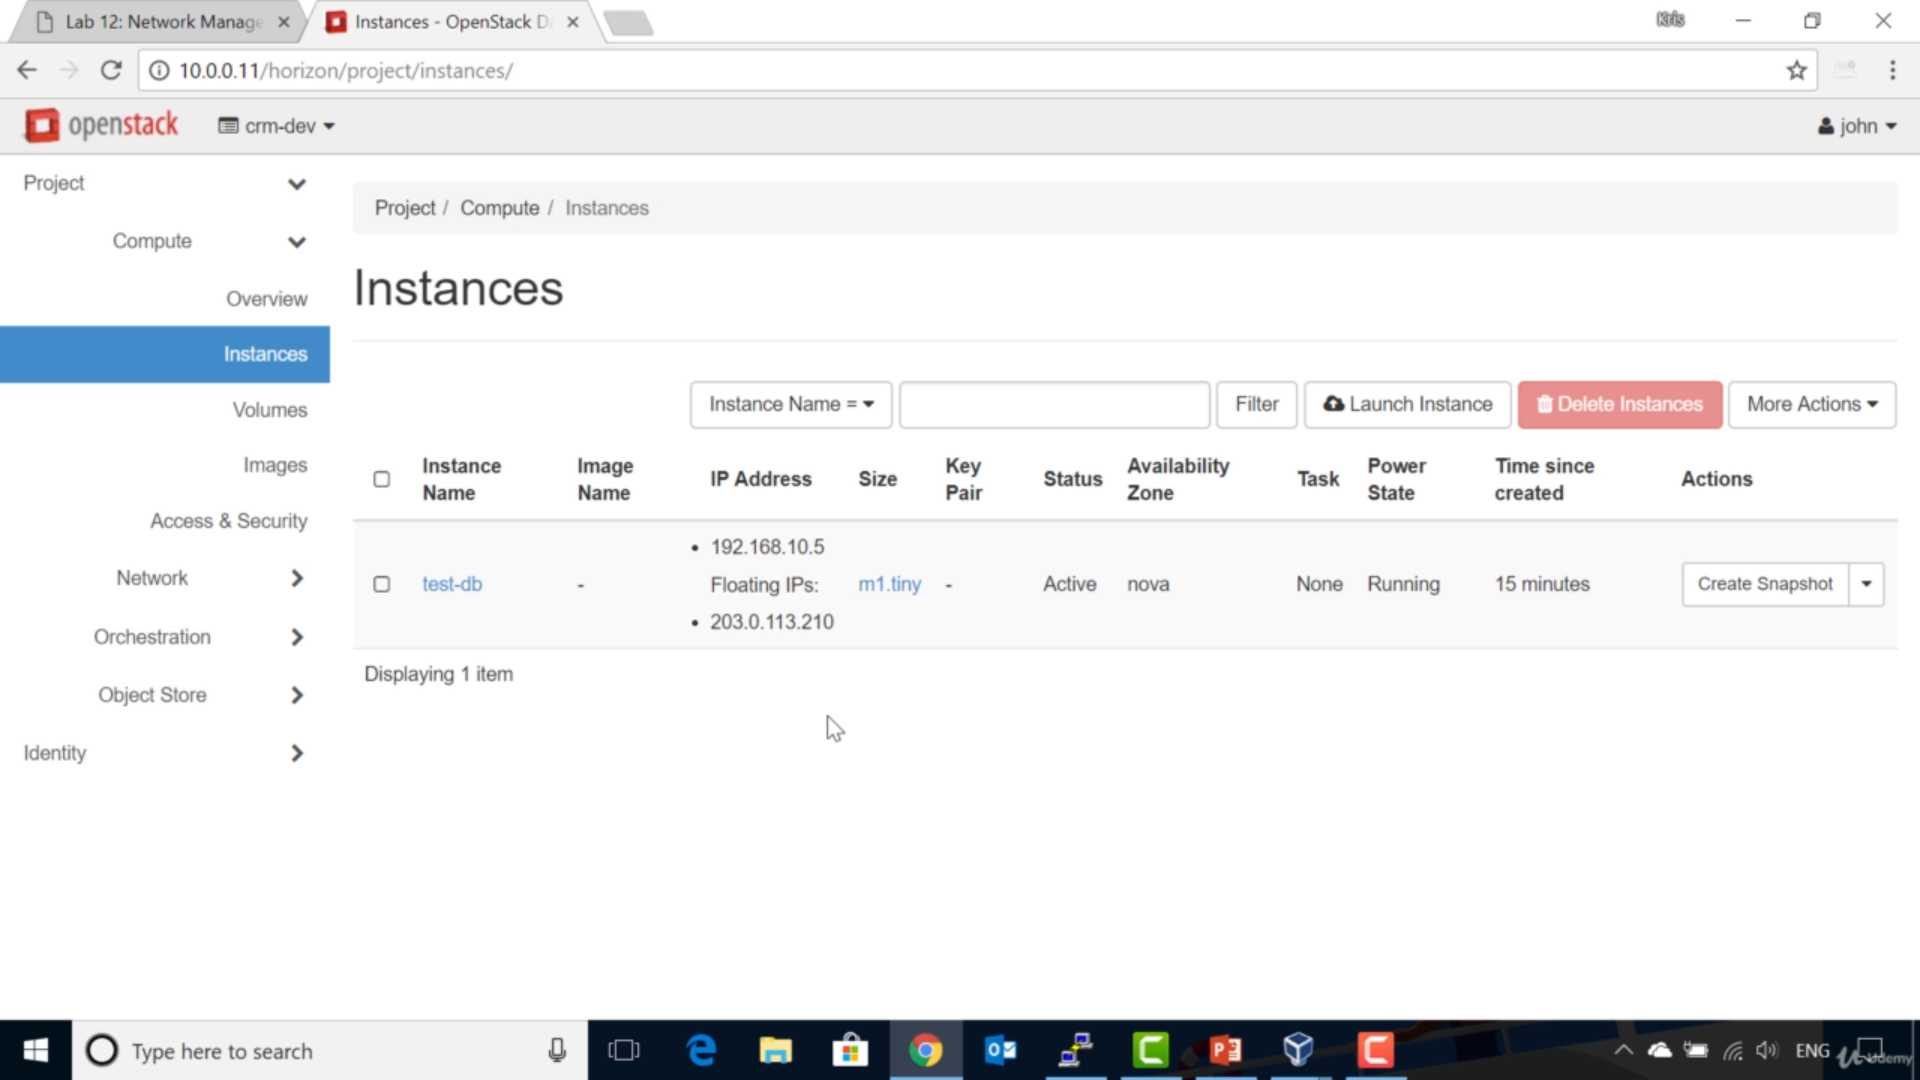 Lab 12: Network Manage
Instances - OpenStack Da
Kris
10.0.0.11/horizon/project/instances/
openstack
crm-dev
john
Project
Compute
Overview
Instances
Volumes
Images
Access & Security
Network
Orchestration
Object Store
Identity
Project / Compute / Instances
Instances
Instance Name =
Filter
Launch Instance
Delete Instances
More Actions
Instance Name
Image Name
IP Address
Size
Key Pair
Status
Availability Zone
Task
Power State
Time since created
Actions
test-db
-
192.168.10.5
Floating IPs:
203.0.113.210
m1.tiny
-
Active
nova
None
Running
15 minutes
Create Snapshot
Displaying 1 item
Type here to search
ENG
Udemy